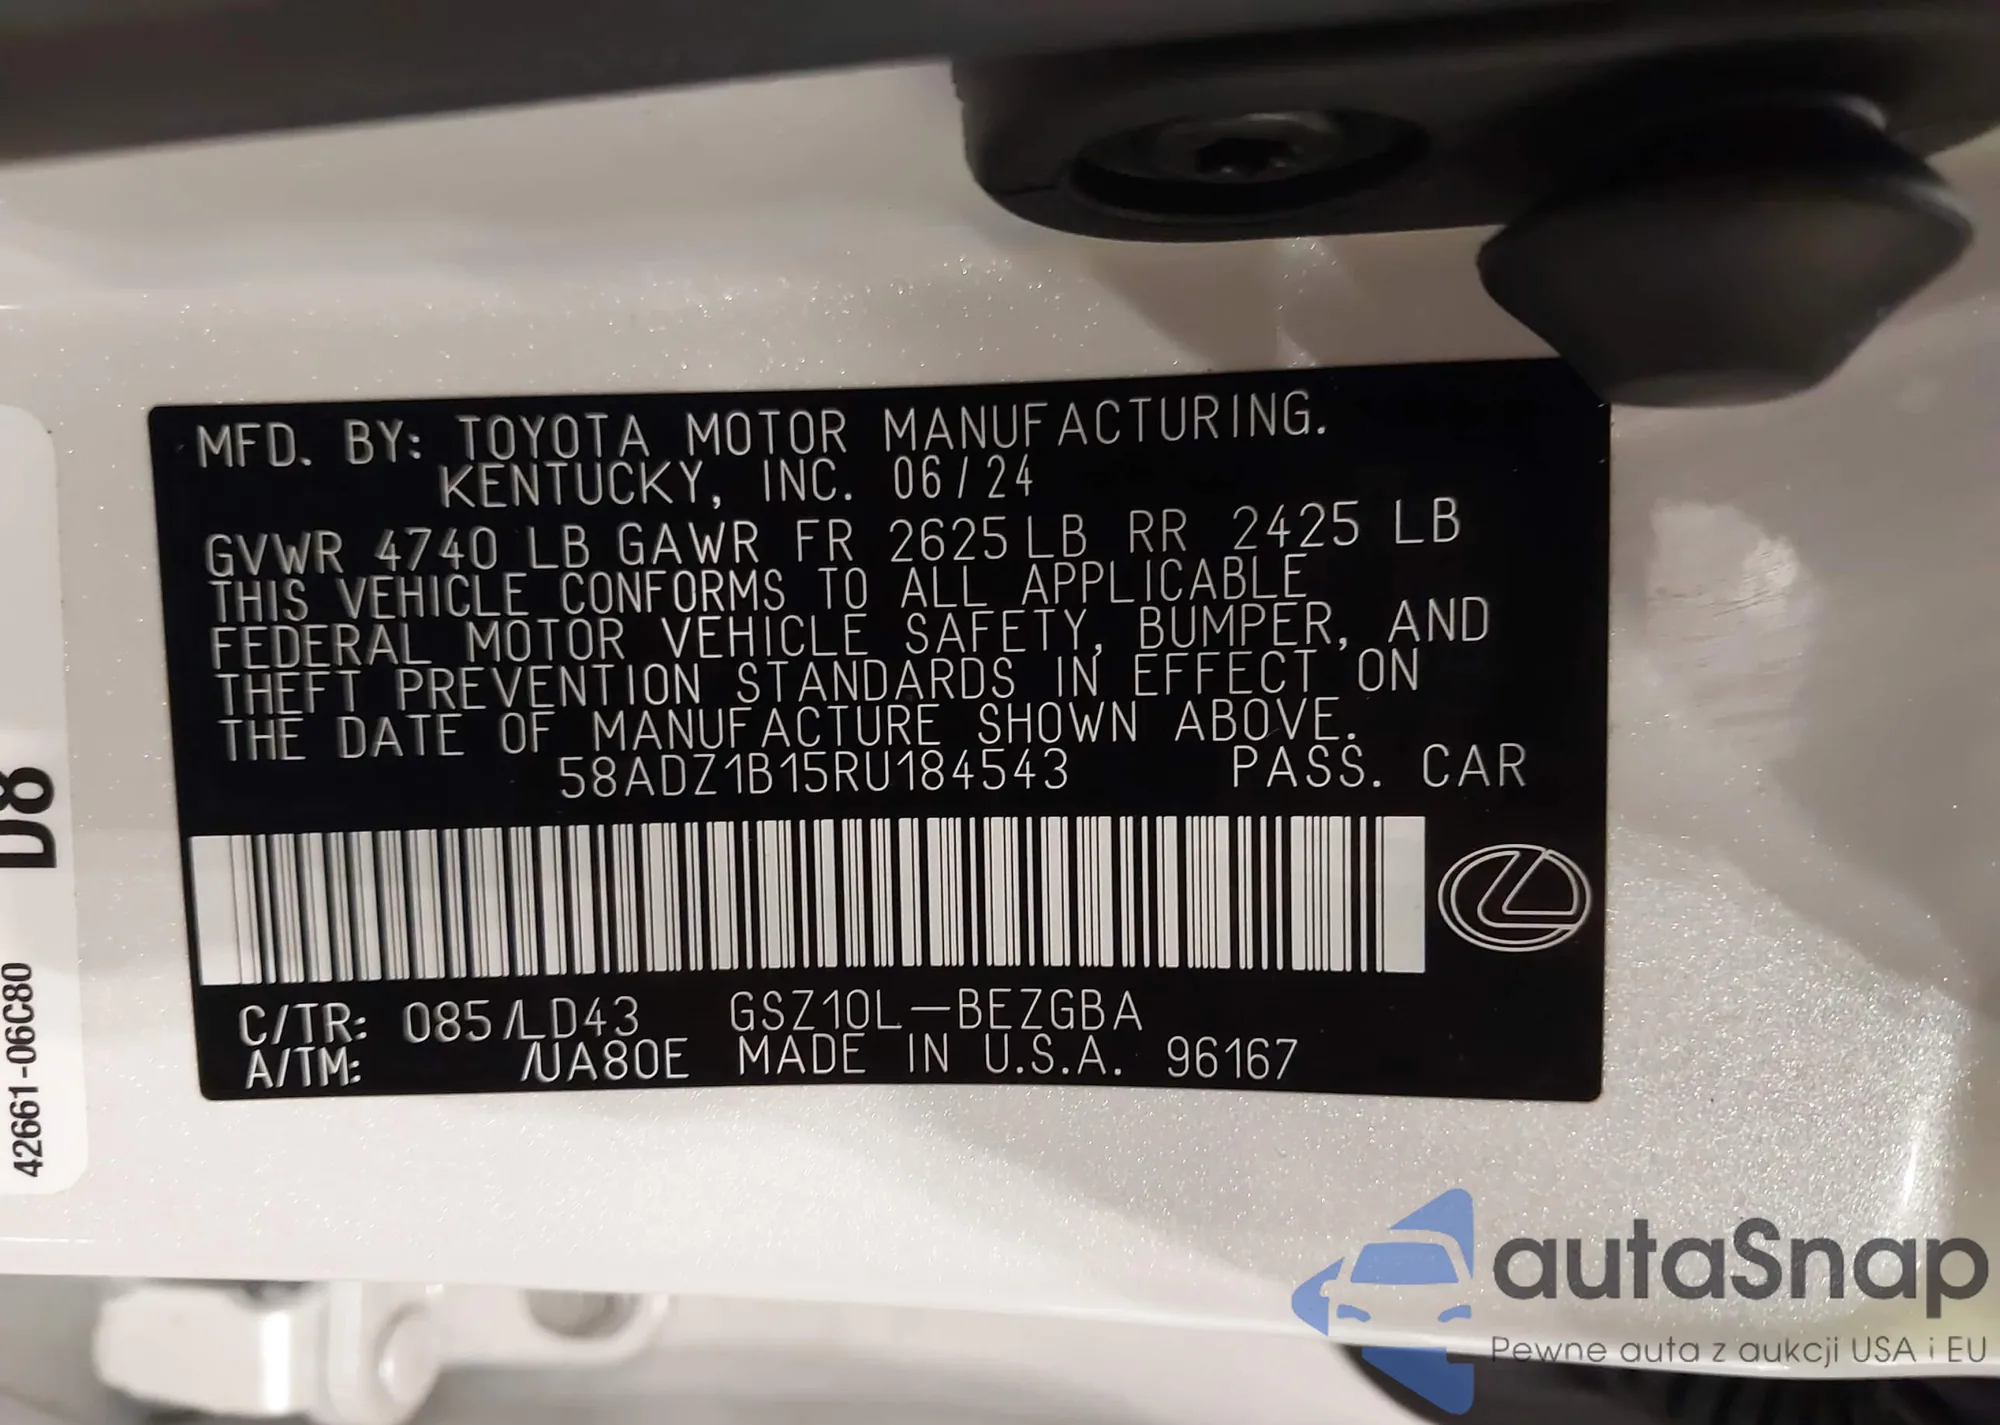 MFD. BY: TOYOTA MOTOR MANUFACTURING.
KENTUCKY, INC. 06/24
GVWR 4740 LB GAWR FR 2625 LB RR 2425 LB
THIS VEHICLE CONFORMS TO ALL APPLICABLE
FEDERAL MOTOR VEHICLE SAFETY, BUMPER, AND
THEFT PREVENTION STANDARDS IN EFFECT ON
THE DATE OF MANUFACTURE SHOWN ABOVE.
58ADZ1B15RU184543 PASS. CAR
C/TR: 085/LD43 GSZ10L-BEZGBA
A/TM: /UA80E MADE IN U.S.A. 96167
D8
42661-06C80
autaSnap
Pewne auta z aukcji USA i EU